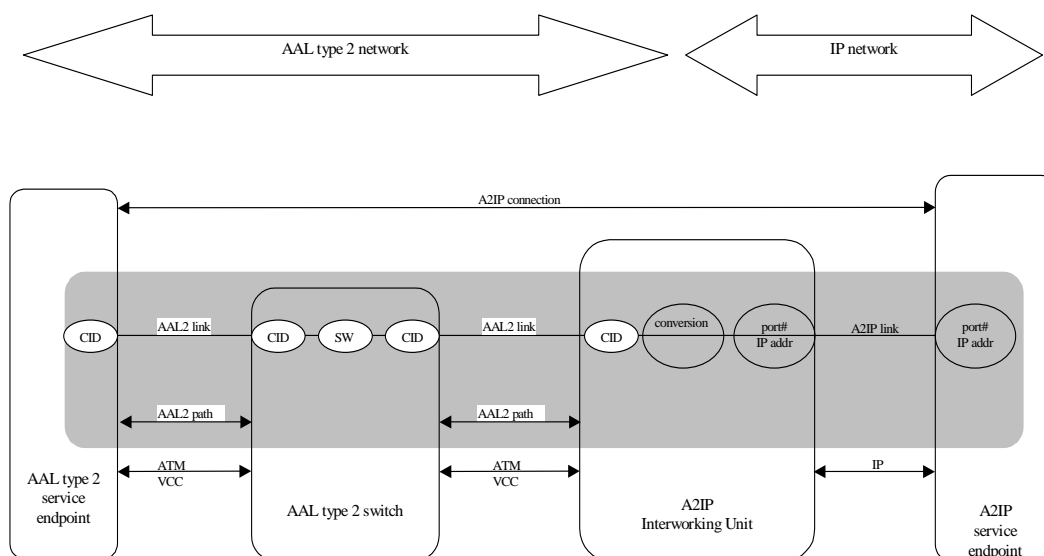 AAL type 2 network
IP network
A2IP connection
CID
AAL2 link
CID
SW
CID
AAL2 link
CID
conversion
port#
IP addr
A2IP link
port#
IP addr
AAL2 path
AAL2 path
ATM
VCC
ATM
VCC
IP
AAL type 2
service
endpoint
AAL type 2 switch
A2IP
Interworking Unit
A2IP
service
endpoint